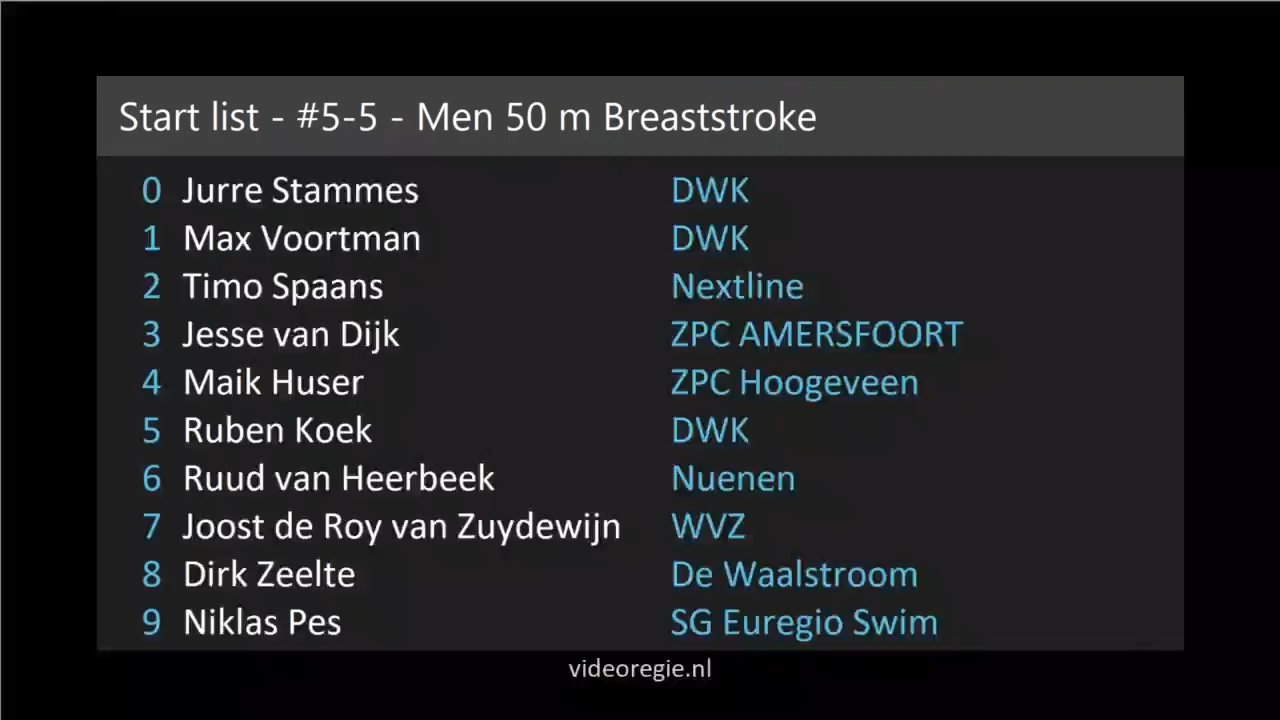 Start list - #5-5 - Men 50 m Breaststroke
0 Jurre Stammes DWK
1 Max Voortman DWK
2 Timo Spaans Nextline
3 Jesse van Dijk ZPC AMERSFOORT
4 Maik Huser ZPC Hoogeveen
5 Ruben Koek DWK
6 Ruud van Heerbeek Nuenen
7 Joost de Roy van Zuydewijn WVZ
8 Dirk Zeelte De Waalstroom
9 Niklas Pes SG Euregio Swim
videoregie.nl